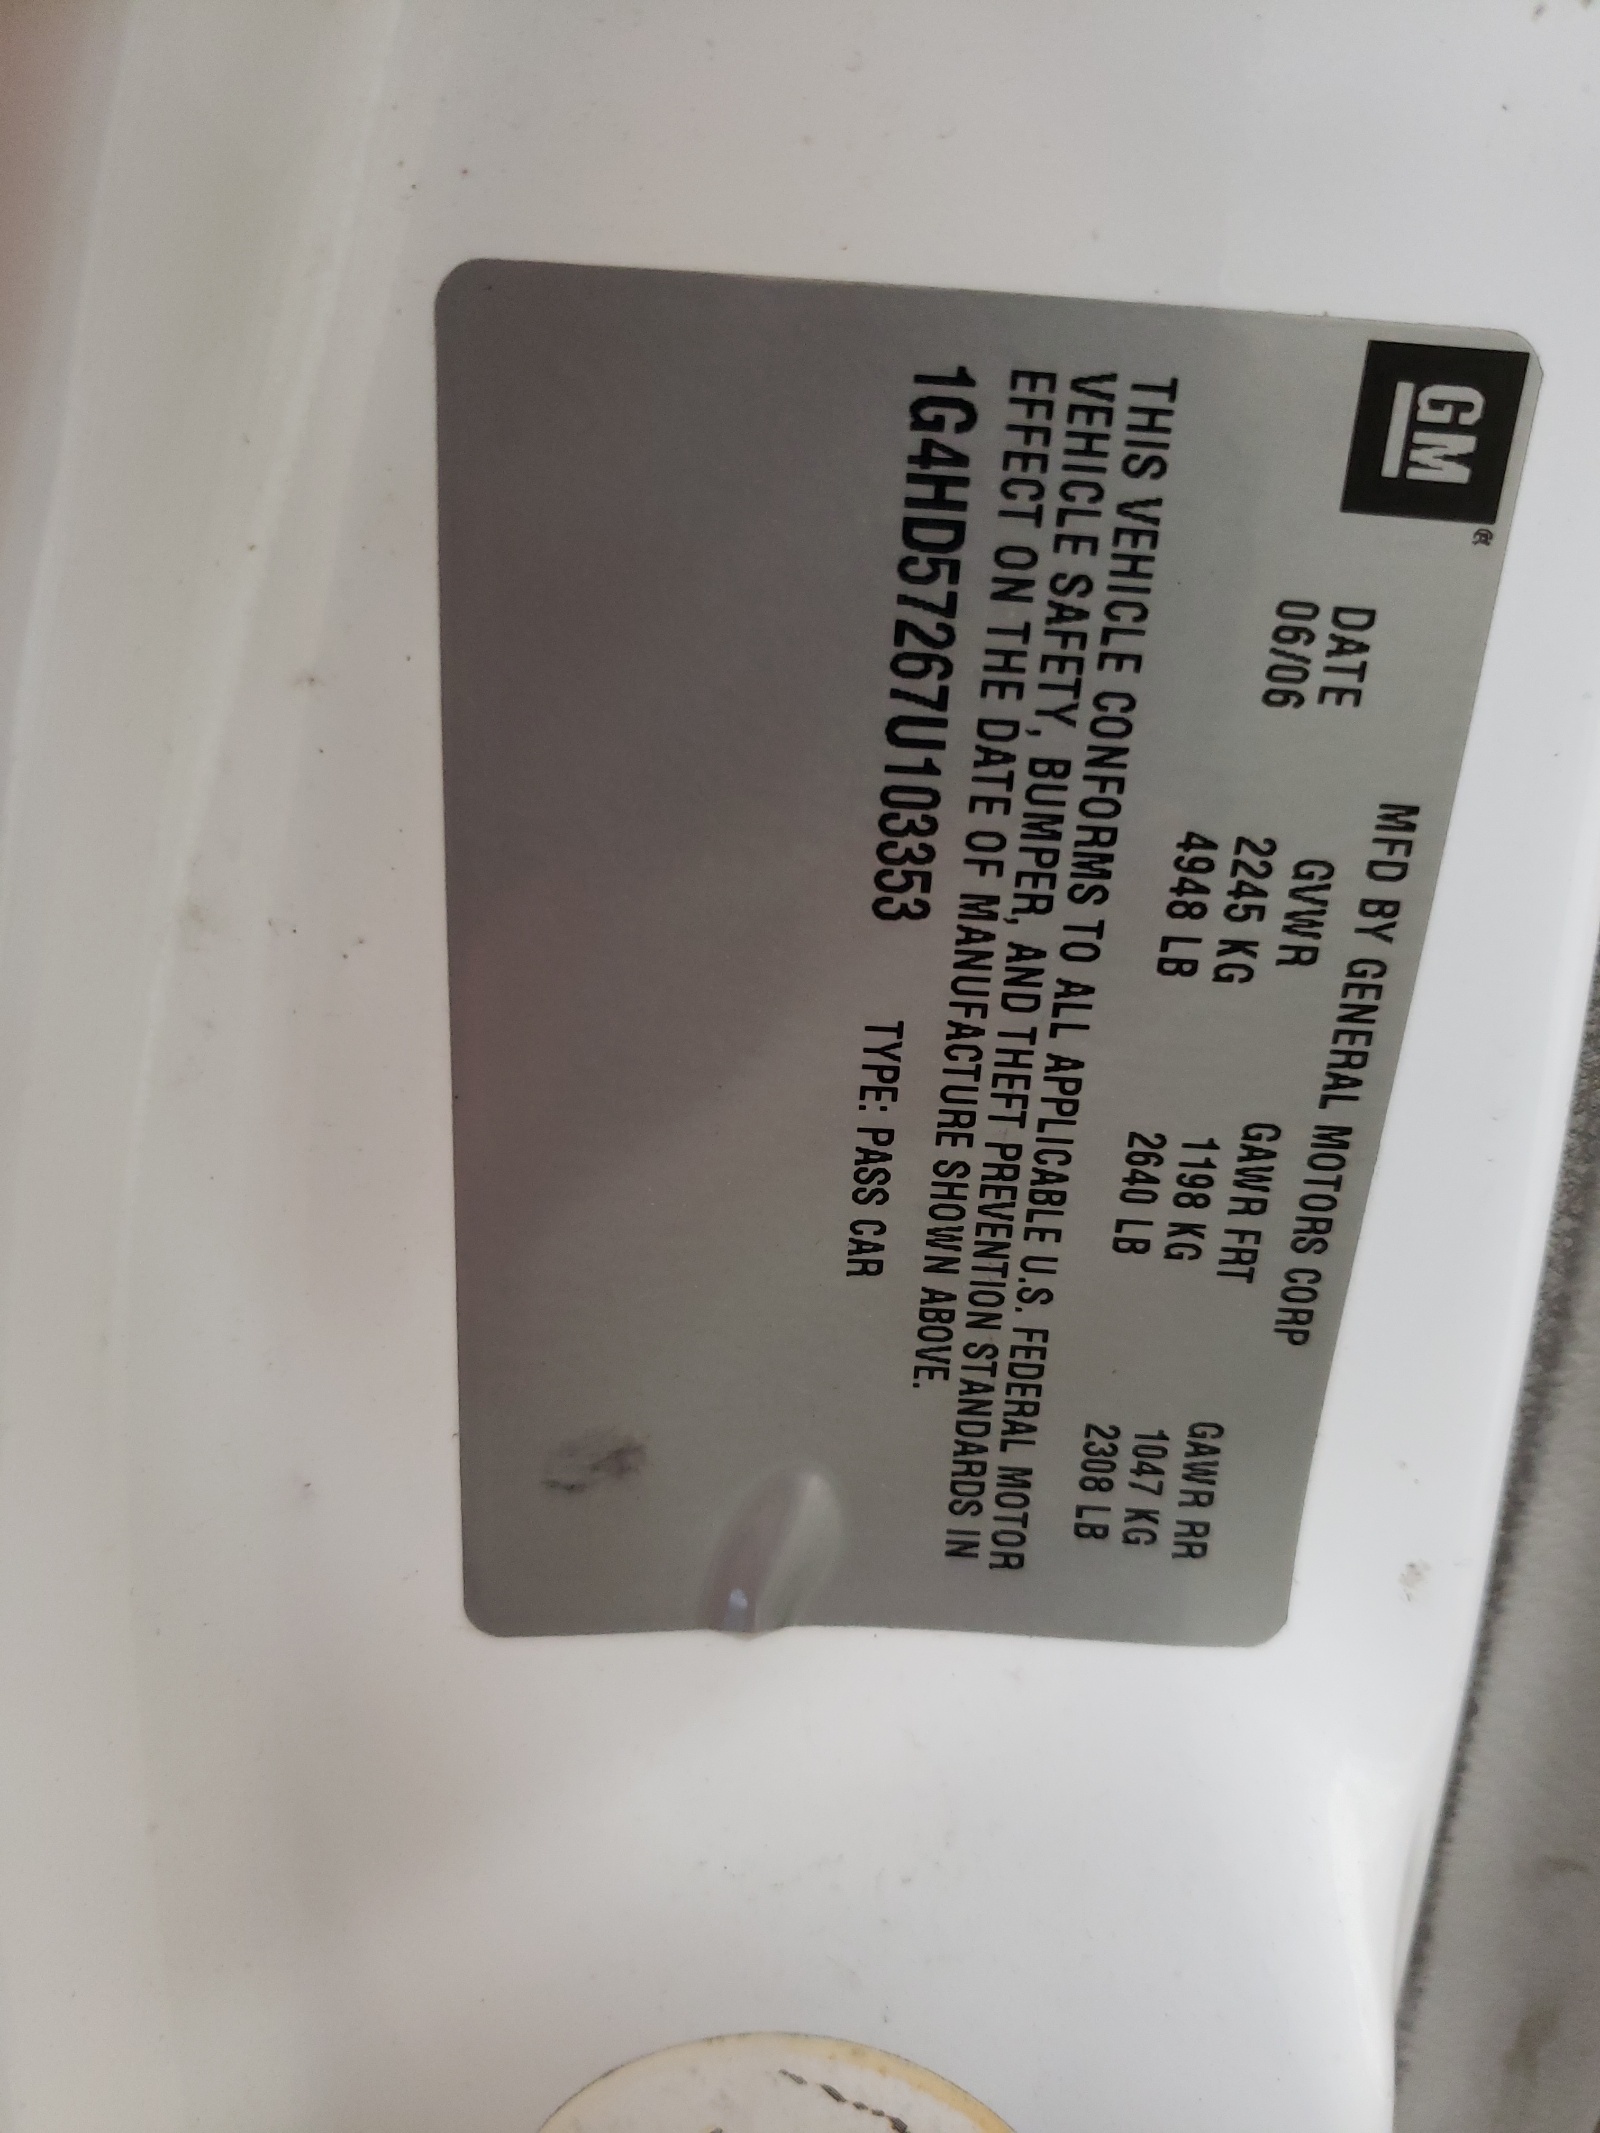 GM®
MFD BY GENERAL MOTORS CORP
DATE GVWR GAWR FRT GAWR RR
06/06 2245 KG 1198 KG 1047 KG
4948 LB 2640 LB 2308 LB
THIS VEHICLE CONFORMS TO ALL APPLICABLE U.S. FEDERAL MOTOR
VEHICLE SAFETY, BUMPER, AND THEFT PREVENTION STANDARDS IN
EFFECT ON THE DATE OF MANUFACTURE SHOWN ABOVE.
1G4HD57267U103353 TYPE: PASS CAR